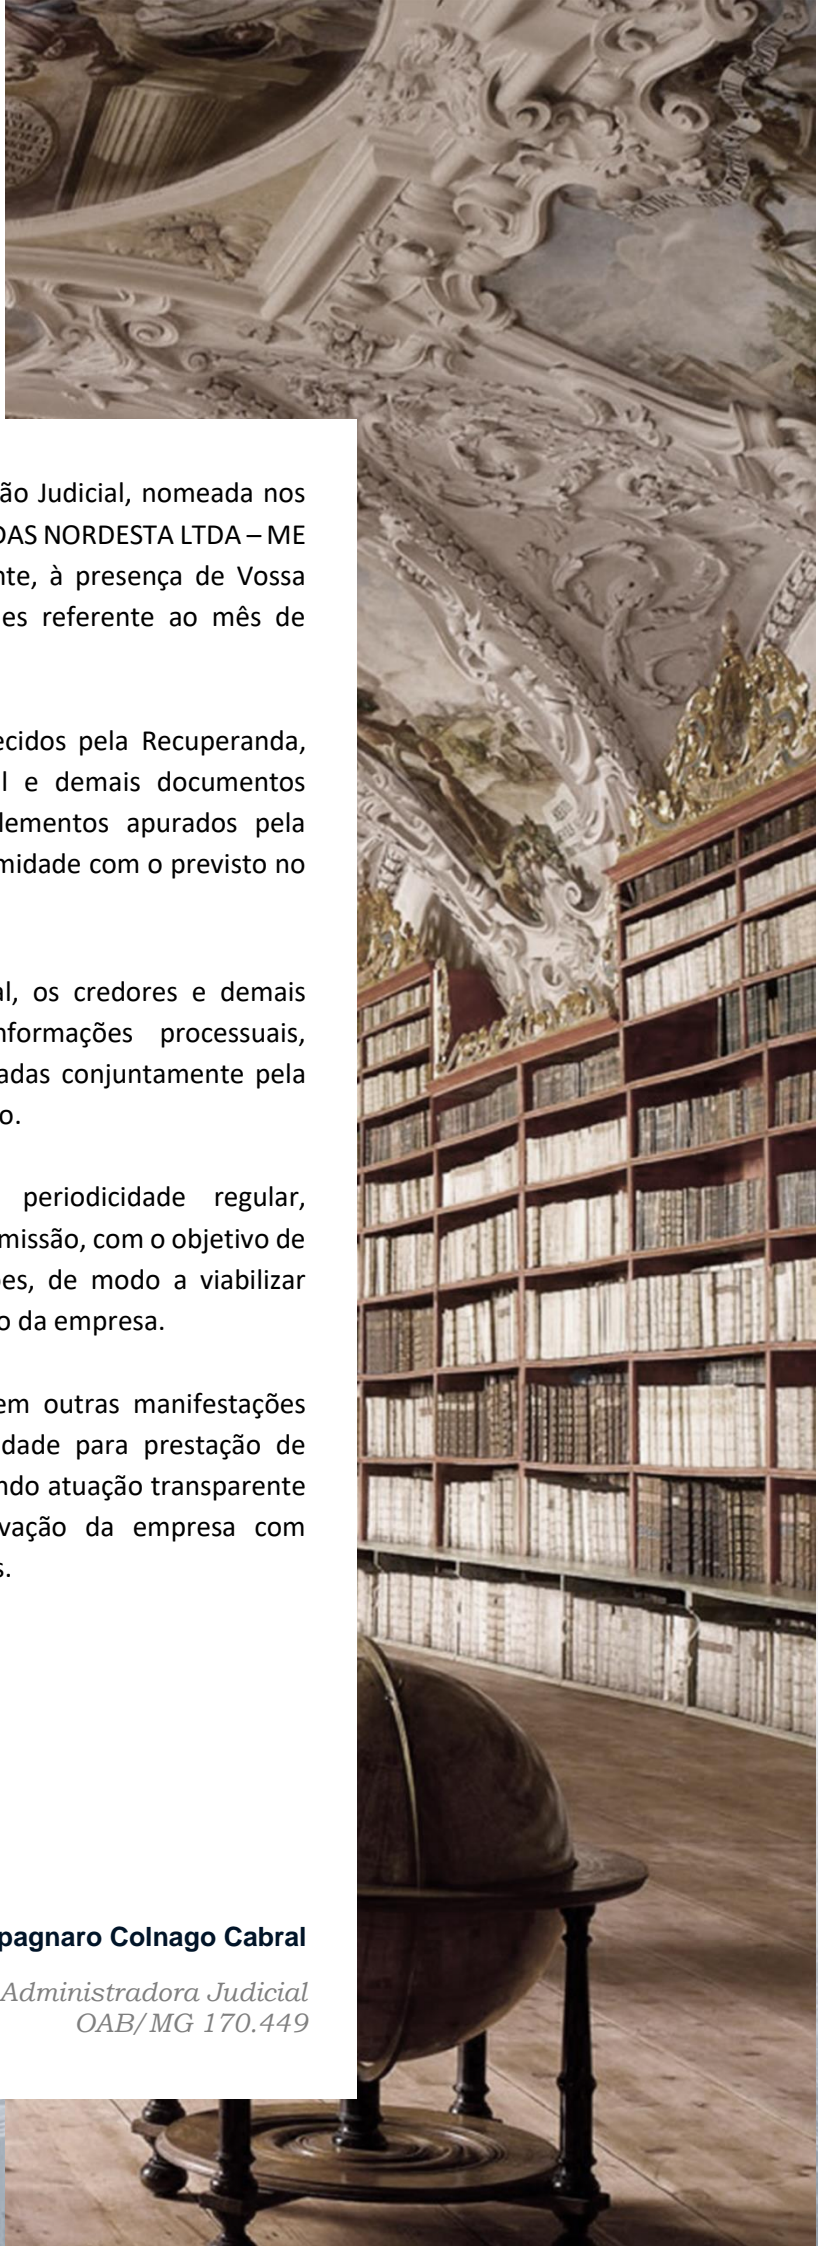 ão Judicial, nomeada nos
DAS NORDESTA LTDA – ME
nte, à presença de Vossa
es referente ao mês de
ecidos pela Recuperanda,
l e demais documentos
lementos apurados pela
midade com o previsto no
al, os credores e demais
nformações processuais,
adas conjuntamente pela
o.
periodicidade regular,
missão, com o objetivo de
es, de modo a viabilizar
o da empresa.
em outras manifestações
dade para prestação de
ndo atuação transparente
vação da empresa com
s.
pagnaro Colnago Cabral
Administradora Judicial
OAB/MG 170.449